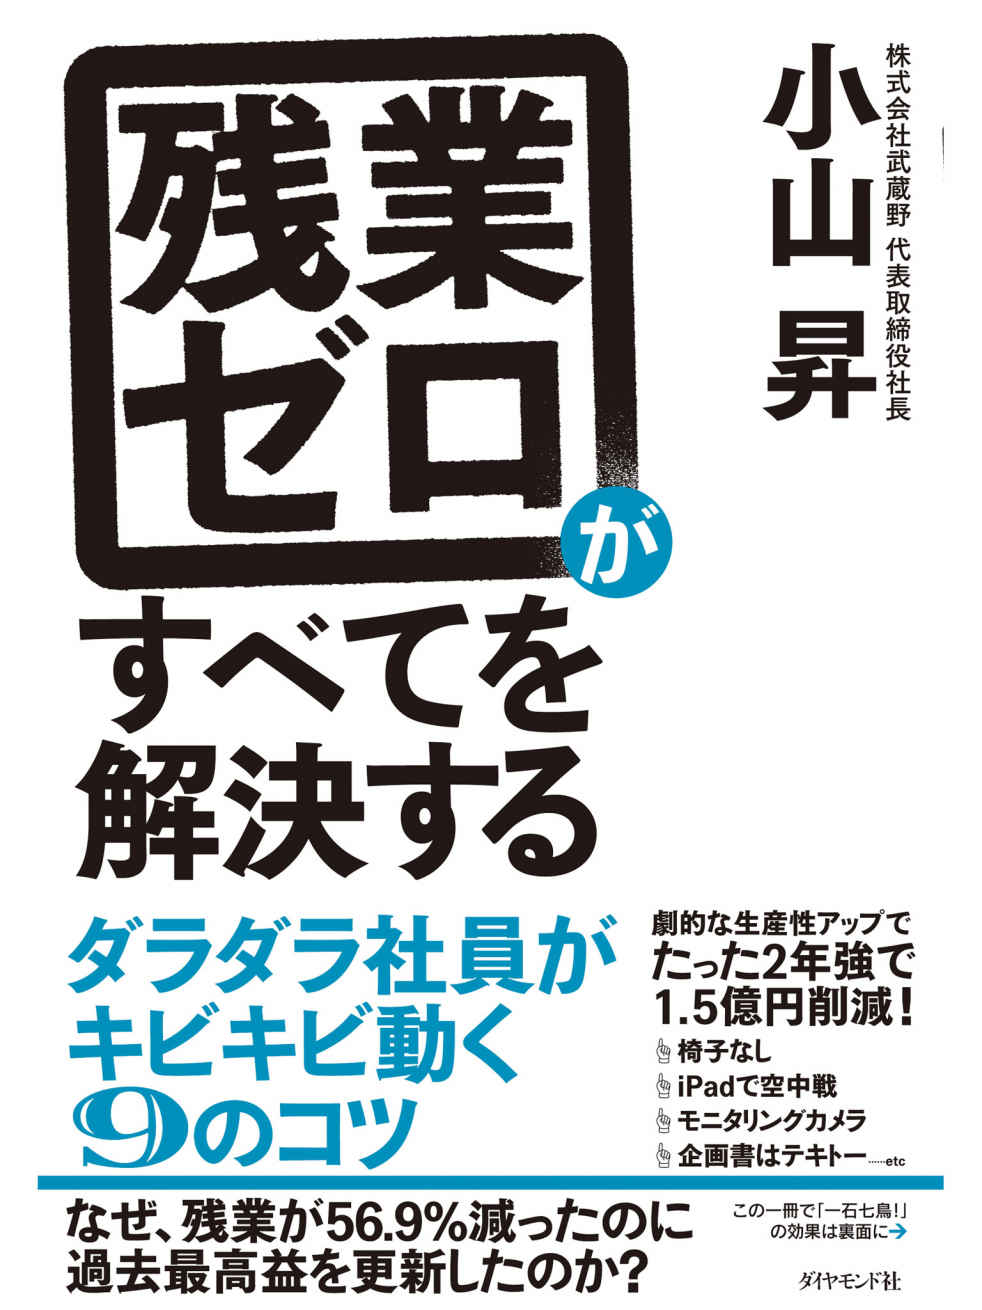 株式会社武蔵野 代表取締役社長
小山 昇
残業
ゼロが
すべてを
解決する
ダラダラ社員が
キビキビ動く
9のコツ
劇的な生産性アップで
たった2年強で
1.5億円削減!
椅子なし
iPadで空中戦
モニタリングカメラ
企画書はテキトー……etc
なぜ、残業が56.9%減ったのに
過去最高益を更新したのか?
この一冊で「一石七鳥!」
の効果は裏面に→
ダイヤモンド社